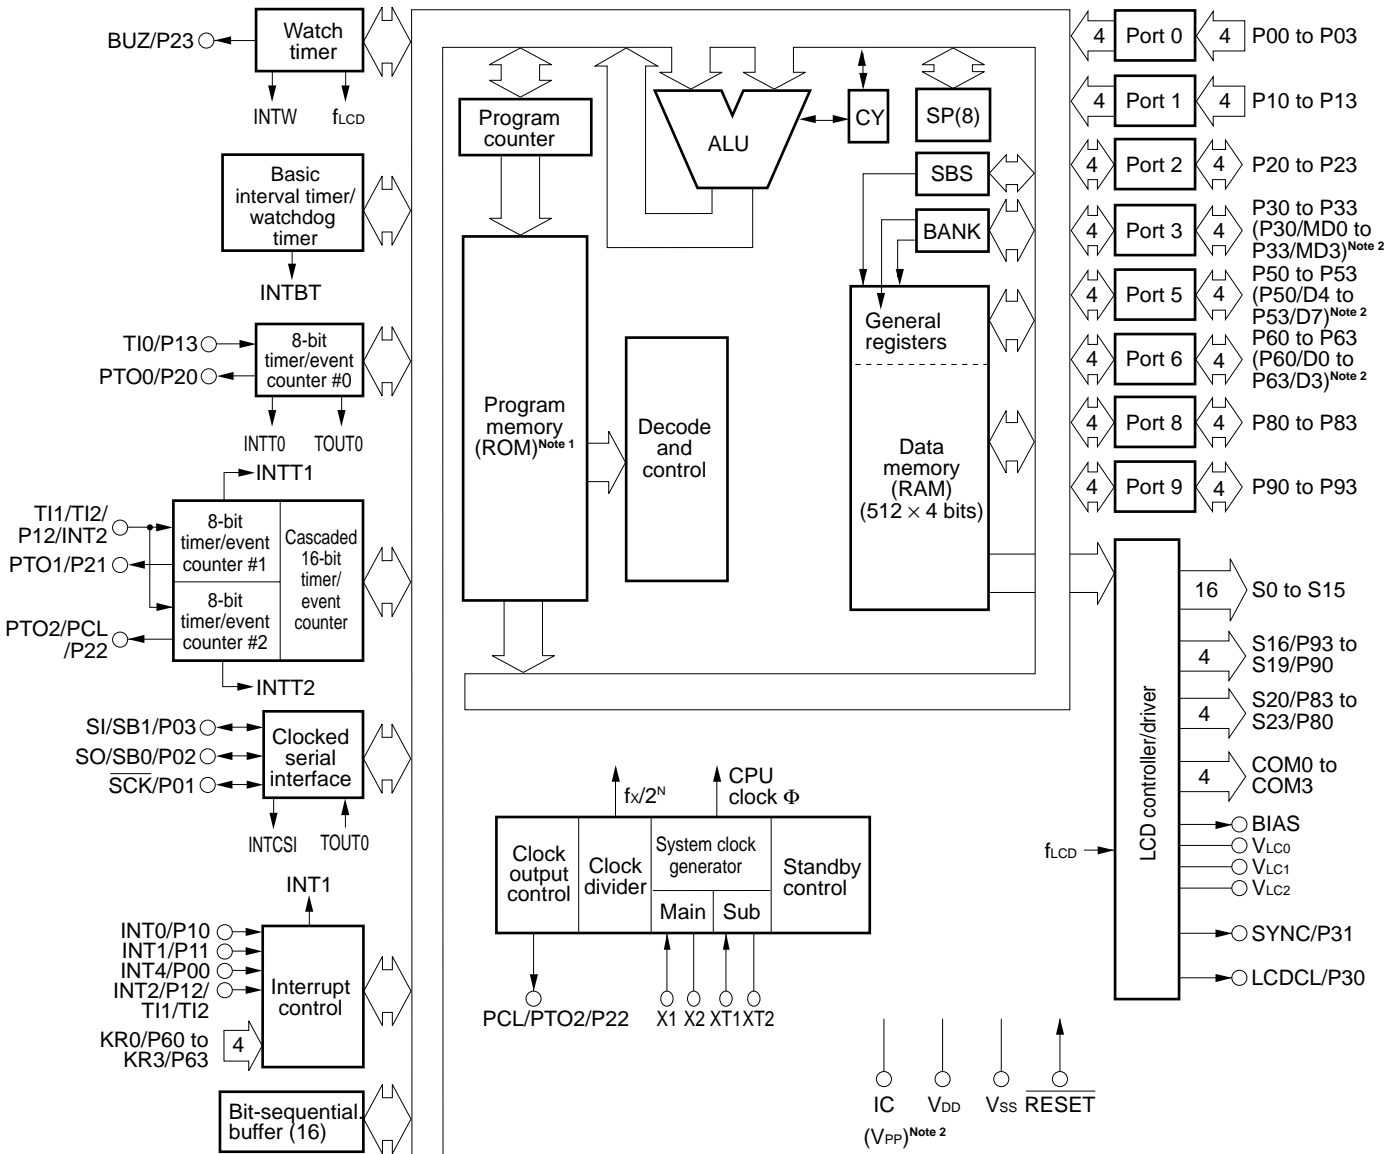 BUZ/P23
Watch
timer
INTW
fLCD
Basic
interval timer/
watchdog
timer
INTBT
TI0/P13
PTO0/P20
8-bit
timer/event
counter #0
INTT0
TOUT0
INTT1
TI1/TI2/
P12/INT2
PTO1/P21
PTO2/PCL
/P22
8-bit
timer/event
counter #1
8-bit
timer/event
counter #2
Cascaded
16-bit
timer/
event
counter
INTT2
SI/SB1/P03
SO/SB0/P02
SCK/P01
Clocked
serial
interface
INTCSI
TOUT0
INT1
INT0/P10
INT1/P11
INT4/P00
INT2/P12/
TI1/TI2
KR0/P60 to
KR3/P63
4
Interrupt
control
Bit-sequential
buffer (16)
Program
counter
ALU
CY
SP(8)
SBS
BANK
Program
memory
(ROM)Note 1
Decode
and
control
General
registers
Data
memory
(RAM)
(512 × 4 bits)
fX/2N
CPU
clock Φ
Clock
output
control
Clock
divider
System clock
generator
Main
Sub
Standby
control
PCL/PTO2/P22
X1 X2 XT1 XT2
IC
(VPP)Note 2
VDD
VSS
RESET
4 Port 0 4 P00 to P03
4 Port 1 4 P10 to P13
4 Port 2 4 P20 to P23
4 Port 3 4
P30 to P33
(P30/MD0 to
P33/MD3)Note 2
4 Port 5 4
P50 to P53
(P50/D4 to
P53/D7)Note 2
4 Port 6 4
P60 to P63
(P60/D0 to
P63/D3)Note 2
4 Port 8 4 P80 to P83
4 Port 9 4 P90 to P93
LCD controller/driver
fLCD
16 S0 to S15
4
S16/P93 to
S19/P90
4
S20/P83 to
S23/P80
4
COM0 to
COM3
BIAS
VLC0
VLC1
VLC2
SYNC/P31
LCDCL/P30